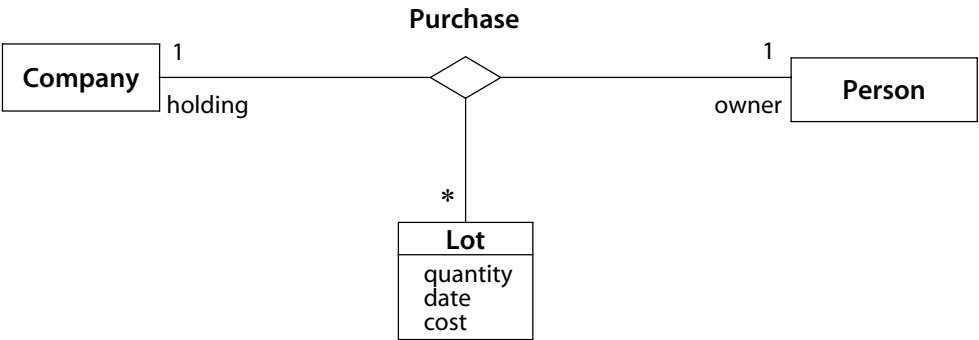 Purchase
1
1
Company
Person
holding
owner
*
Lot
quantity
date
cost